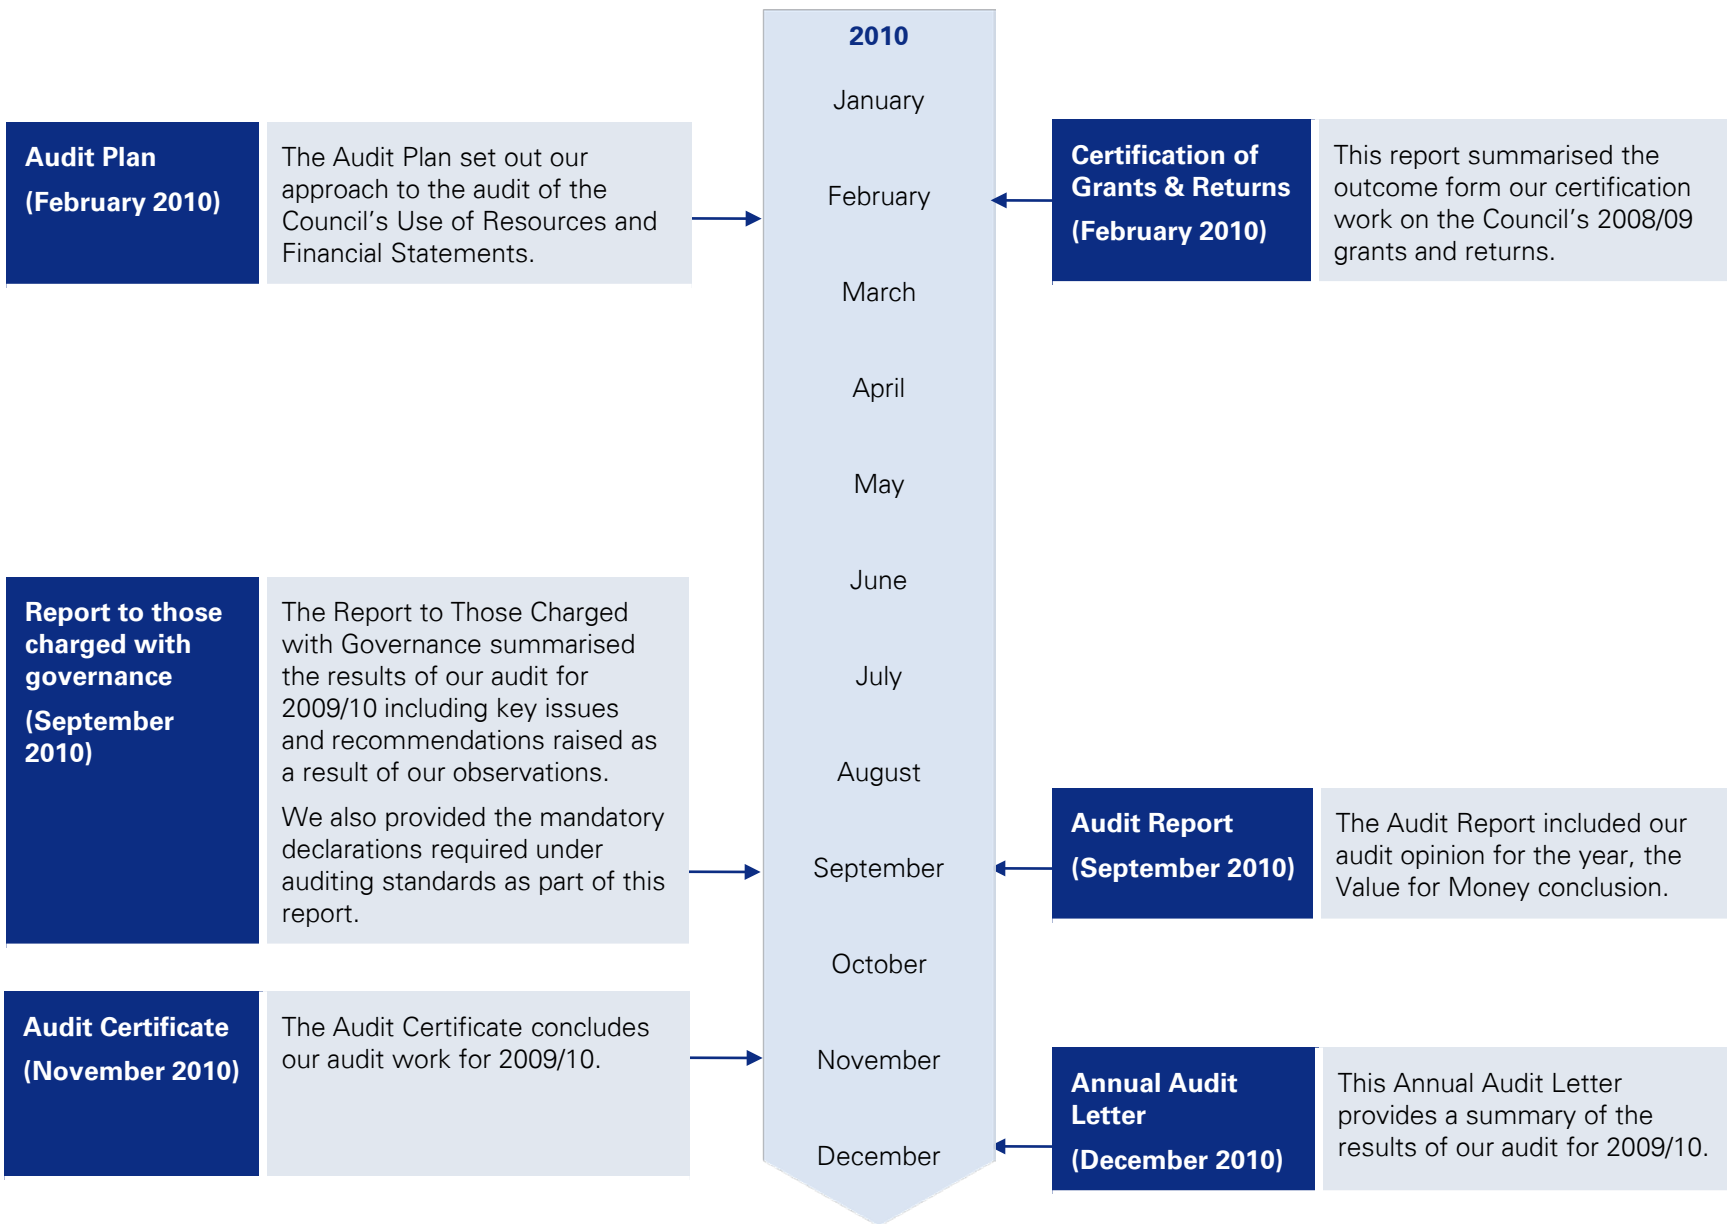 2010
January
February
March
April
May
June
July
August
September
October
November
December
Audit Plan
(February 2010)
The Audit Plan set out our
approach to the audit of the
Council's Use of Resources and
Financial Statements.
Certification of
Grants & Returns
(February 2010)
This report summarised the
outcome form our certification
work on the Council's 2008/09
grants and returns.
Report to those
charged with
governance
(September
2010)
The Report to Those Charged
with Governance summarised
the results of our audit for
2009/10 including key issues
and recommendations raised as
a result of our observations.
We also provided the mandatory
declarations required under
auditing standards as part of this
report.
Audit Report
(September 2010)
The Audit Report included our
audit opinion for the year, the
Value for Money conclusion.
Audit Certificate
(November 2010)
The Audit Certificate concludes
our audit work for 2009/10.
Annual Audit
Letter
(December 2010)
This Annual Audit Letter
provides a summary of the
results of our audit for 2009/10.